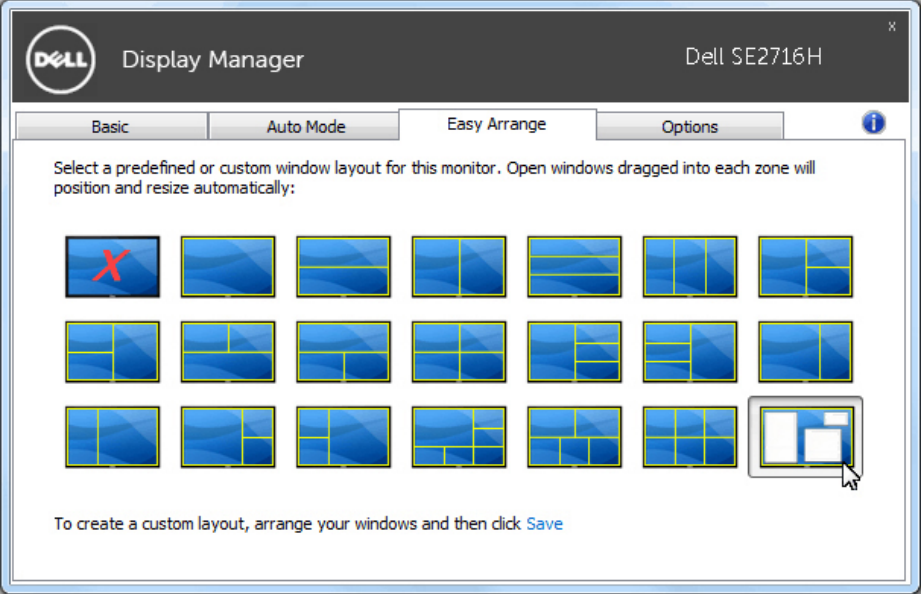 DELL
Display Manager
Dell SE2716H
x
Basic
Auto Mode
Easy Arrange
Options
i
Select a predefined or custom window layout for this monitor. Open windows dragged into each zone will
position and resize automatically:
X
To create a custom layout, arrange your windows and then click Save